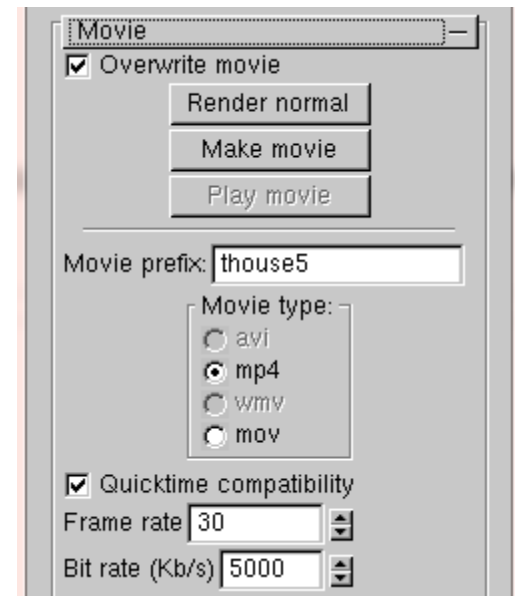 Movie
Overwrite movie
Render normal
Make movie
Play movie
Movie prefix: thouse5
Movie type:
avi
mp4
wmv
mov
Quicktime compatibility
Frame rate 30
Bit rate (Kb/s) 5000